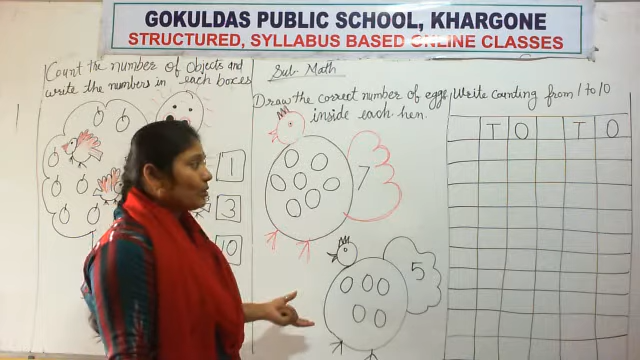 GOKULDAS PUBLIC SCHOOL, KHARGONE
STRUCTURED, SYLLABUS BASED ONLINE CLASSES
Count the number of objects and
write the numbers in each boxes
1
3
10
Sub- Math
Draw the correct number of eggs
inside each hen.
7
5
Write counting from 1 to 10
T O T O